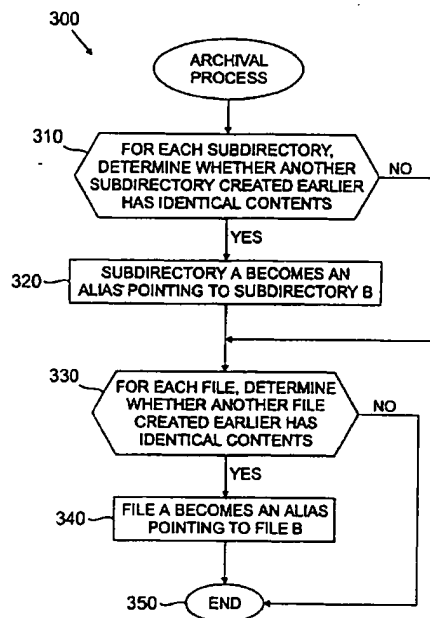 300
ARCHIVAL
PROCESS
310
FOR EACH SUBDIRECTORY,
DETERMINE WHETHER ANOTHER
SUBDIRECTORY CREATED EARLIER
HAS IDENTICAL CONTENTS
NO
YES
320
SUBDIRECTORY A BECOMES AN
ALIAS POINTING TO SUBDIRECTORY B
330
FOR EACH FILE, DETERMINE
WHETHER ANOTHER FILE
CREATED EARLIER HAS
IDENTICAL CONTENTS
NO
YES
340
FILE A BECOMES AN ALIAS
POINTING TO FILE B
350
END